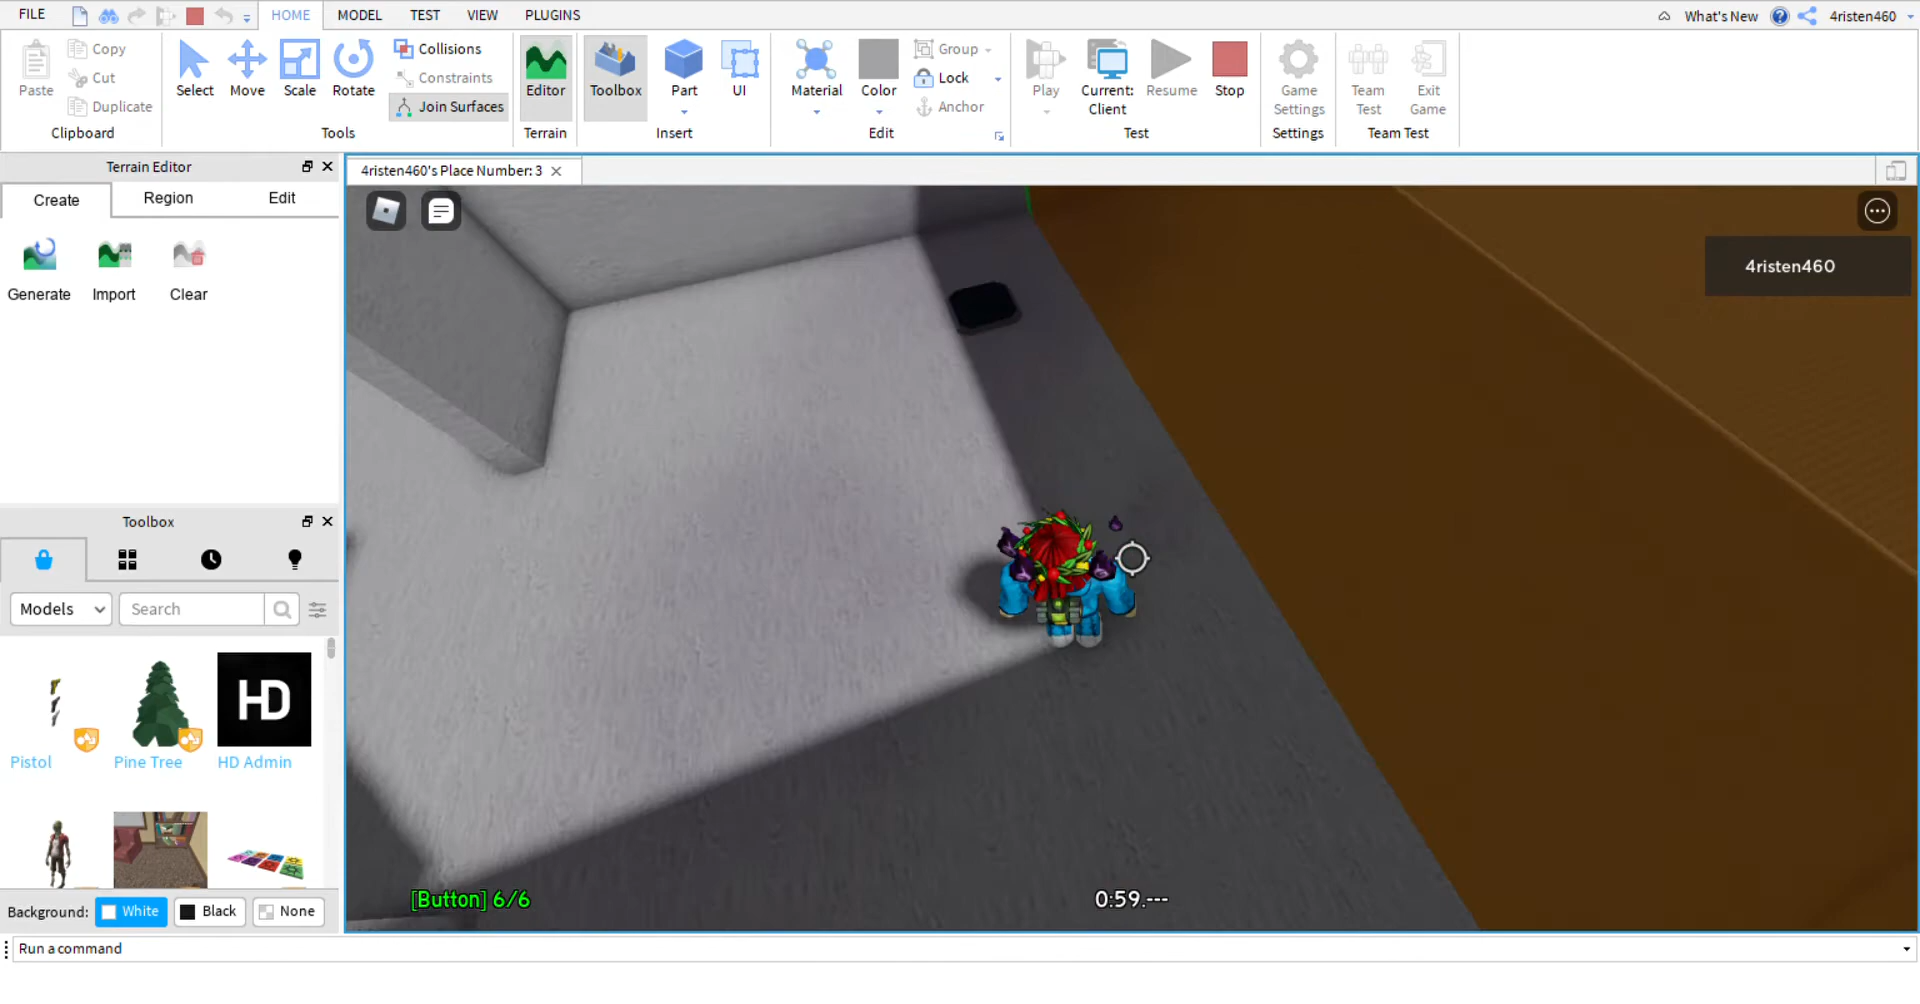 FILE
HOME
MODEL
TEST
VIEW
PLUGINS
What's New
4risten460
Paste
Copy
Cut
Duplicate
Clipboard
Select
Move
Scale
Rotate
Collisions
Constraints
Join Surfaces
Tools
Editor
Terrain
Toolbox
Part
UI
Insert
Material
Color
Group
Lock
Anchor
Edit
Play
Current:
Client
Resume
Stop
Test
Game
Settings
Settings
Team
Test
Exit
Game
Team Test
Terrain Editor
Create
Region
Edit
Generate
Import
Clear
4risten460's Place Number: 3
4risten460
Toolbox
Models
Search
HD
Pistol
Pine Tree
HD Admin
Background:
White
Black
None
[Button] 6/6
0:59.---
Run a command